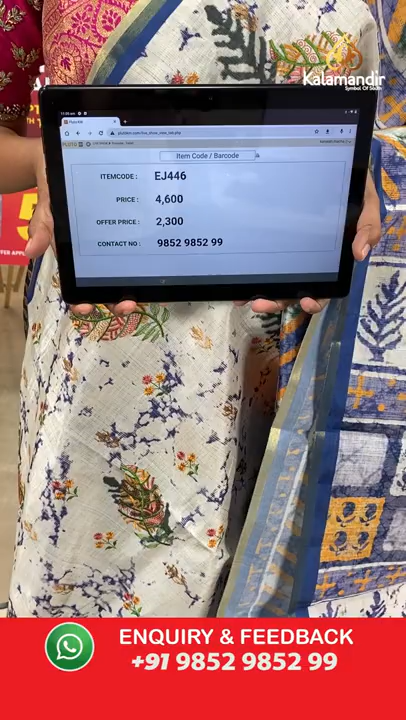 Kalamandir
Symbol Of South
Item Code / Barcode
ITEMCODE : EJ446
PRICE : 4,600
OFFER PRICE : 2,300
CONTACT NO : 9852 9852 99
ENQUIRY & FEEDBACK
+91 9852 9852 99